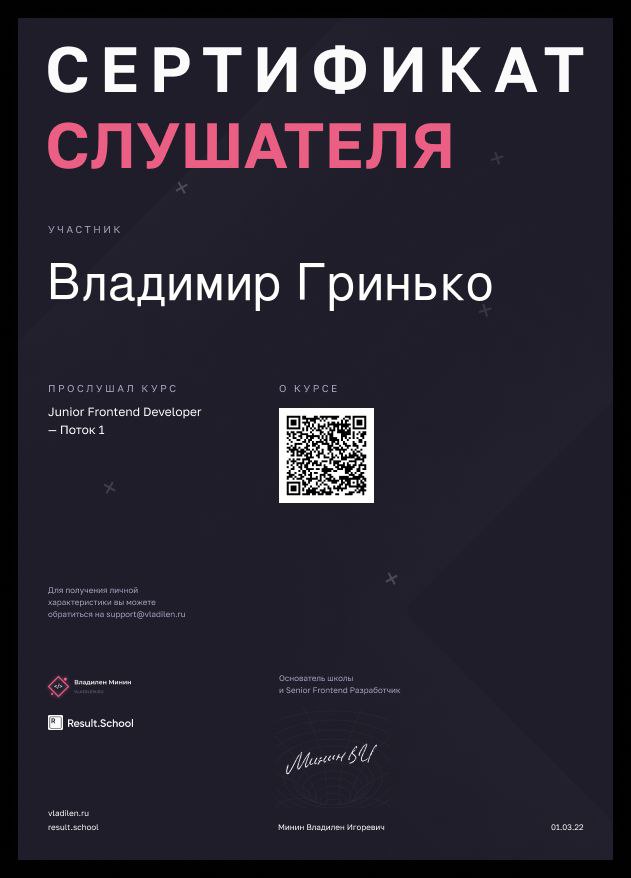 СЕРТИФИКАТ
СЛУШАТЕЛЯ
УЧАСТНИК
Владимир Гринько
ПРОСЛУШАЛ КУРС
Junior Frontend Developer
— Поток 1
О КУРСЕ
Для получения личной
характеристики вы можете
обратиться на support@vladilen.ru
</>
Владилен Минин
VLADILEN.RU
R
Result.School
Основатель школы
и Senior Frontend Разработчик
Минин ВИ
vladilen.ru
result.school
Минин Владилен Игоревич
01.03.22